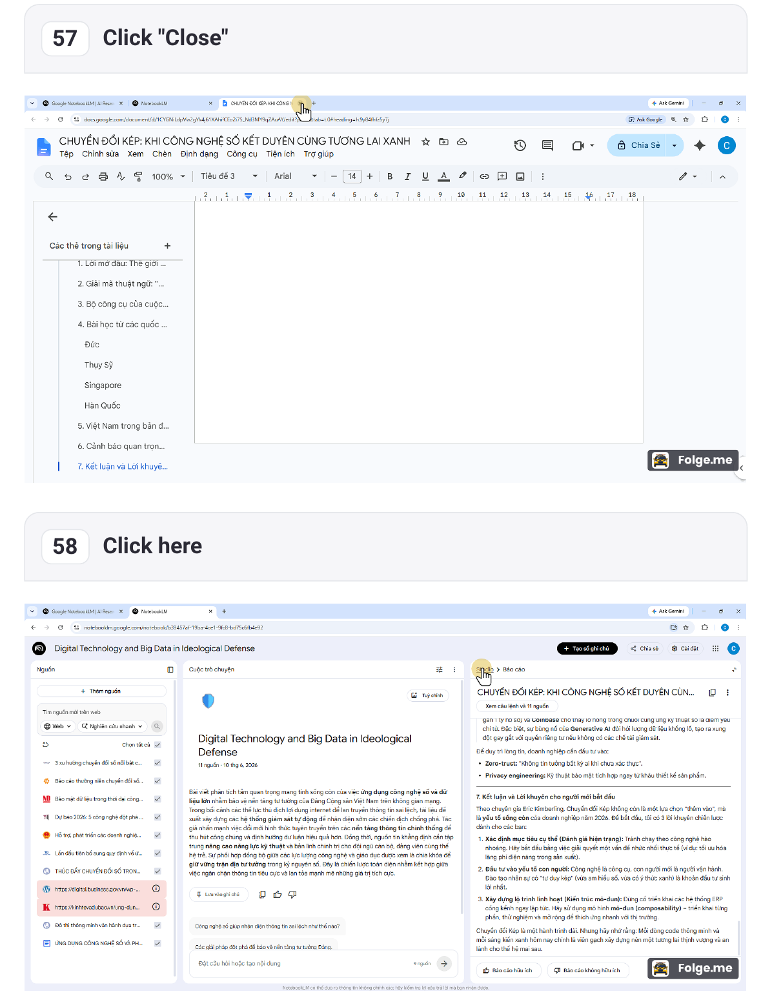 57 Click "Close"
Google NotebookLM | AI Resea
NotebookLM
CHUYỂN ĐỔI KÉP: KHI CÔNG N
Ask Gemini
Ask Google
CHUYỂN ĐỔI KÉP: KHI CÔNG NGHỆ SỐ KẾT DUYÊN CÙNG TƯƠNG LAI XANH
Chia Sẻ
C
Tệp Chỉnh sửa Xem Chèn Định dạng Công cụ Tiện ích Trợ giúp
100% Tiêu đề 3 Arial 14 B I U A
2 1 1 2 3 4 5 6 7 8 9 10 11 12 13 14 15 16 17 18
Các thẻ trong tài liệu
1. Lời mở đầu: Thế giới ...
2. Giải mã thuật ngữ: "...
3. Bộ công cụ của cuộc...
4. Bài học từ các quốc ...
Đức
Thụy Sỹ
Singapore
Hàn Quốc
5. Việt Nam trong bản đ...
6. Cảnh báo quan trọn...
7. Kết luận và Lời khuyê...
Folge.me
58 Click here
Google NotebookLM | AI Resea
NotebookLM
Ask Gemini
notebooklm.google.com/notebook/b39457af-19ba-4ce1-9fc8-bd75c6fb4e92
Digital Technology and Big Data in Ideological Defense
Tạo sổ ghi chú
Chia sẻ
Cài đặt
C
Nguồn
Thêm nguồn
Tìm nguồn mới trên web
Web
Nghiên cứu nhanh
Chọn tất cả
3 xu hướng chuyển đổi số nổi bật c...
Báo cáo thường niên chuyển đổi số...
Bảo mật dữ liệu trong thời đại công...
Dự báo 2026: 5 công nghệ đột phá ...
Hỗ trợ, phát triển các doanh nghiệ...
Lần đầu tiên bổ sung quy định về ứ...
THÚC ĐẨY CHUYỂN ĐỔI SỐ TRON...
https://digital.business.gov.vn/wp-...
https://kinhtevadubao.vn/ung-dun...
Đô thị thông minh vận hành dựa tr...
ỨNG DỤNG CÔNG NGHỆ SỐ VÀ PH...
Cuộc trò chuyện
Tuỳ chỉnh
Digital Technology and Big Data in Ideological
Defense
11 nguồn · 10 thg 6, 2026
Bài viết phân tích tầm quan trọng mang tính sống còn của việc ứng dụng công nghệ số và dữ
liệu lớn nhằm bảo vệ nền tảng tư tưởng của Đảng Cộng sản Việt Nam trên không gian mạng.
Trong bối cảnh các thế lực thù địch lợi dụng internet để lan truyền thông tin sai lệch, tài liệu đề
xuất xây dựng các hệ thống giám sát tự động để nhận diện sớm các chiến dịch chống phá. Tác
giả nhấn mạnh việc đổi mới hình thức tuyên truyền trên các nền tảng thông tin chính thống để
thu hút công chúng và định hướng dư luận hiệu quả hơn. Đồng thời, nguồn tin khẳng định cần tập
trung nâng cao năng lực kỹ thuật và bản lĩnh chính trị cho đội ngũ cán bộ, đảng viên cùng thế
hệ trẻ. Sự phối hợp đồng bộ giữa các lực lượng công nghệ và giáo dục được xem là chìa khóa để
giữ vững trận địa tư tưởng trong kỷ nguyên số. Đây là chiến lược toàn diện nhằm kết hợp giữa
việc ngăn chặn thông tin tiêu cực và lan tỏa mạnh mẽ những giá trị tích cực.
Lưu vào ghi chú
Công nghệ số giúp nhận diện thông tin sai lệch như thế nào?
Các giải pháp đột phá để bảo vệ nền tảng tư tưởng Đảng.
Đặt câu hỏi hoặc tạo nội dung
9 nguồn
Báo cáo
CHUYỂN ĐỔI KÉP: KHI CÔNG NGHỆ SỐ KẾT DUYÊN CÙN...
Xem câu lệnh và 11 nguồn
gần 1 tỷ hồ sơ) và Coinbase cho thấy lỗ hổng trong chuỗi cung ứng kỹ thuật số là điểm yếu
chí tử. Đặc biệt, sự bùng nổ của Generative AI đòi hỏi lượng dữ liệu khổng lồ, tạo ra xung
đột gay gắt với quyền riêng tư nếu không có các chế tài giám sát.
Để duy trì lòng tin, doanh nghiệp cần đầu tư vào:
• Zero-trust: "Không tin tưởng bất kỳ ai khi chưa xác thực".
• Privacy engineering: Kỹ thuật bảo mật tích hợp ngay từ khâu thiết kế sản phẩm.
7. Kết luận và Lời khuyên cho người mới bắt đầu
Theo chuyên gia Eric Kimberling, Chuyển đổi Kép không còn là một lựa chọn "thêm vào", mà
là yếu tố sống còn của doanh nghiệp năm 2026. Để bắt đầu, tôi có 3 lời khuyên chiến lược
dành cho các bạn:
1. Xác định mục tiêu cụ thể (Đánh giá hiện trạng): Tránh chạy theo công nghệ hào
nhoáng. Hãy bắt đầu bằng việc giải quyết một vấn đề nhức nhối thực tế (ví dụ: tối ưu hóa
lãng phí điện năng trong sản xuất).
2. Đầu tư vào yếu tố con người: Công nghệ là công cụ, con người mới là người vận hành.
Đào tạo nhân sự có "tư duy kép" (vừa am hiểu số, vừa có ý thức xanh) là khoản đầu tư sinh
lời nhất.
3. Xây dựng lộ trình linh hoạt (Kiến trúc mô-đun): Đừng cố triển khai các hệ thống ERP
cồng kềnh ngay lập tức. Hãy sử dụng mô hình mô-đun (composability) – triển khai từng
phần, thử nghiệm và mở rộng để thích ứng nhanh với thị trường.
Chuyển đổi Kép là một hành trình dài. Nhưng hãy nhớ rằng: Mỗi dòng code thông minh và
mỗi sáng kiến xanh hôm nay chính là viên gạch xây dựng nên một tương lai thịnh vượng và an
lành cho thế hệ mai sau.
Báo cáo hữu ích
Báo cáo không hữu ích
Folge.me
NotebookLM có thể đưa ra thông tin không chính xác; hãy kiểm tra kỹ câu trả lời mà bạn nhận được.